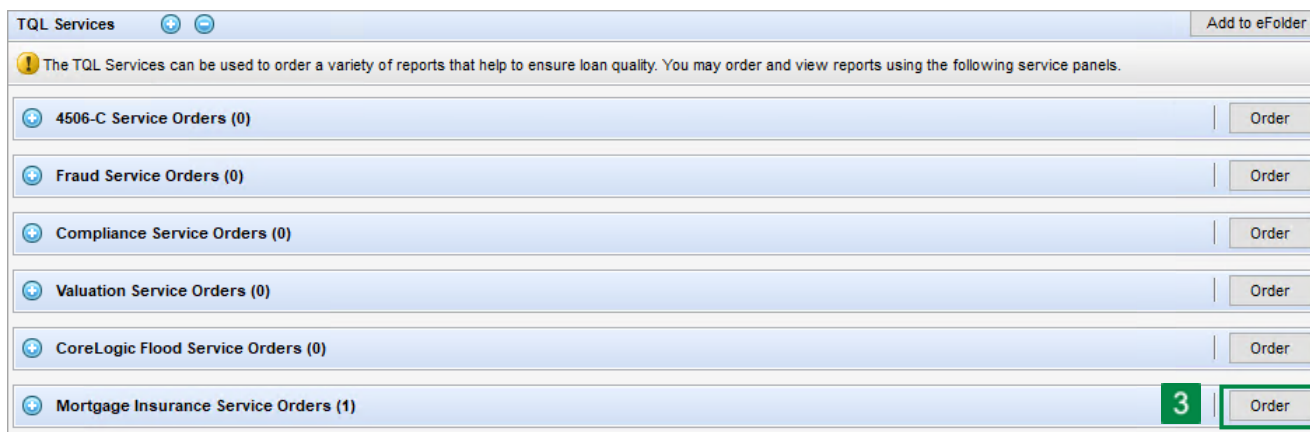 TQL Services Add to eFolder
The TQL Services can be used to order a variety of reports that help to ensure loan quality. You may order and view reports using the following service panels.
4506-C Service Orders (0) Order
Fraud Service Orders (0) Order
Compliance Service Orders (0) Order
Valuation Service Orders (0) Order
CoreLogic Flood Service Orders (0) Order
Mortgage Insurance Service Orders (1) 3 Order